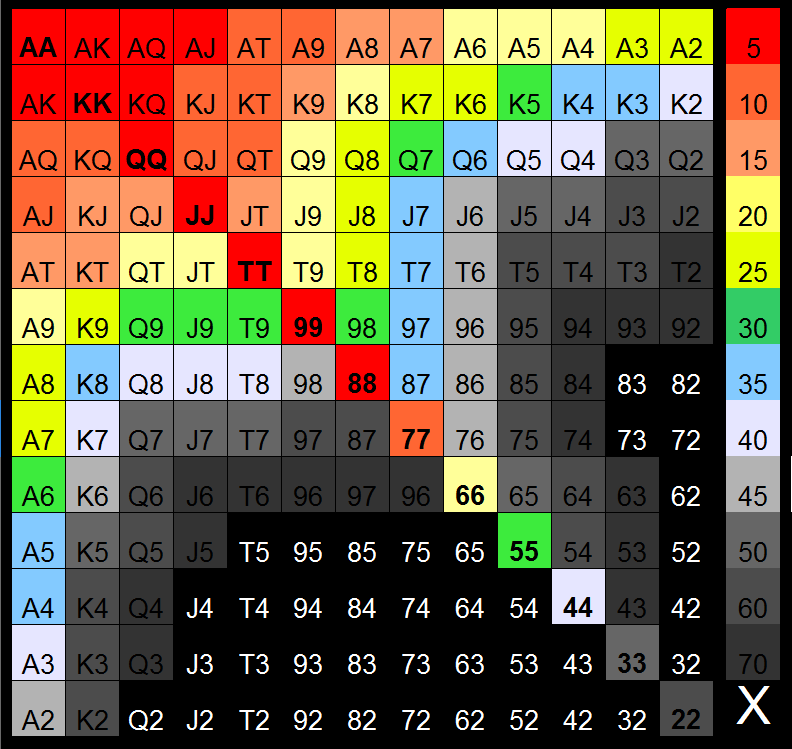 AA AK AQ AJ AT A9 A8 A7 A6 A5 A4 A3 A2 5
AK KK KQ KJ KT K9 K8 K7 K6 K5 K4 K3 K2 10
AQ KQ QQ QJ QT Q9 Q8 Q7 Q6 Q5 Q4 Q3 Q2 15
AJ KJ QJ JJ JT J9 J8 J7 J6 J5 J4 J3 J2 20
AT KT QT JT TT T9 T8 T7 T6 T5 T4 T3 T2 25
A9 K9 Q9 J9 T9 99 98 97 96 95 94 93 92 30
A8 K8 Q8 J8 T8 98 88 87 86 85 84 83 82 35
A7 K7 Q7 J7 T7 97 87 77 76 75 74 73 72 40
A6 K6 Q6 J6 T6 96 97 96 66 65 64 63 62 45
A5 K5 Q5 J5 T5 95 85 75 65 55 54 53 52 50
A4 K4 Q4 J4 T4 94 84 74 64 54 44 43 42 60
A3 K3 Q3 J3 T3 93 83 73 63 53 43 33 32 70
A2 K2 Q2 J2 T2 92 82 72 62 52 42 32 22 X